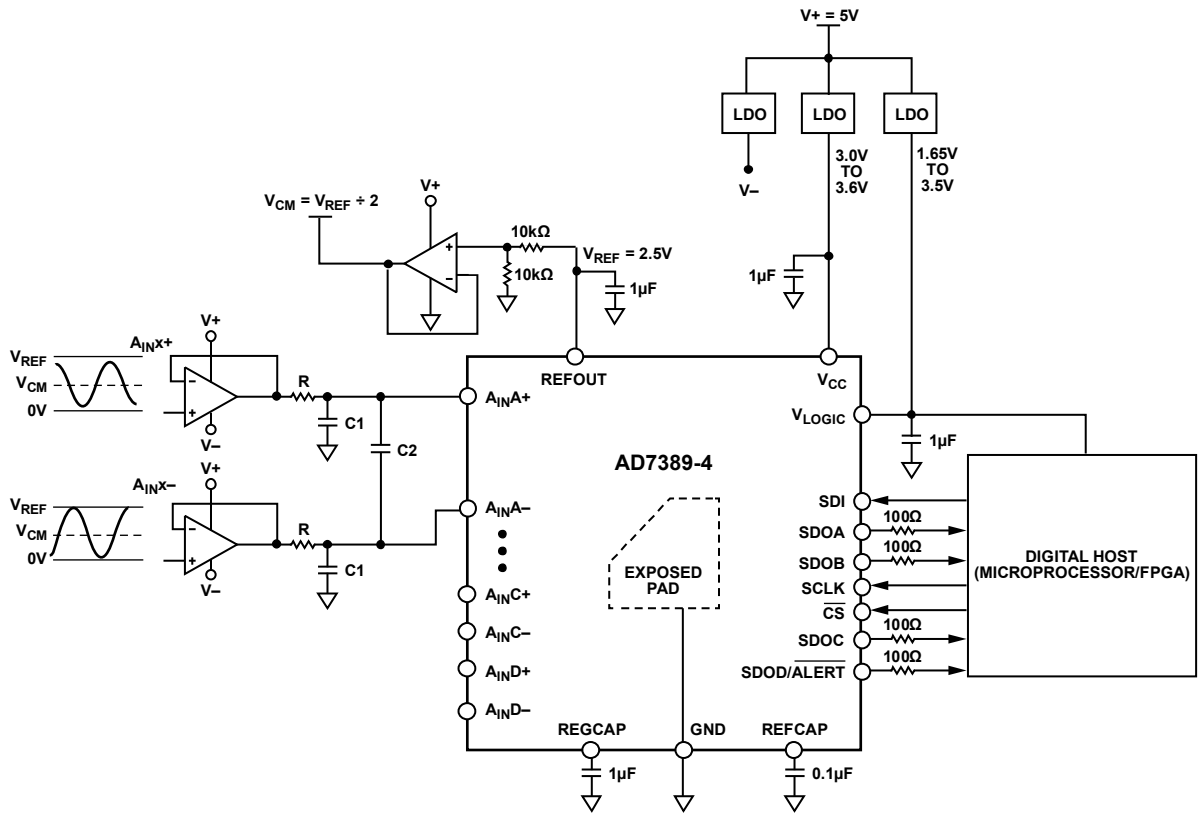 V+ = 5V
LDO
LDO
LDO
3.0V
TO
3.6V
1.65V
TO
3.5V
V–
V+
VCM = VREF ÷ 2
10kΩ
+
–
10kΩ
VREF = 2.5V
1µF
1µF
V+
AINx+
VREF
VCM
0V
–
+
V–
R
C1
C2
V+
AINx–
VREF
VCM
0V
–
+
V–
R
C1
REFOUT
VCC
AINA+
VLOGIC
1µF
AD7389-4
AINA–
EXPOSED
PAD
AINC+
AINC–
AIND+
AIND–
SDI
SDOA
100Ω
SDOB
100Ω
SCLK
CS
SDOC
100Ω
SDOD/ALERT
100Ω
DIGITAL HOST
(MICROPROCESSOR/FPGA)
REGCAP
GND
REFCAP
1µF
0.1µF